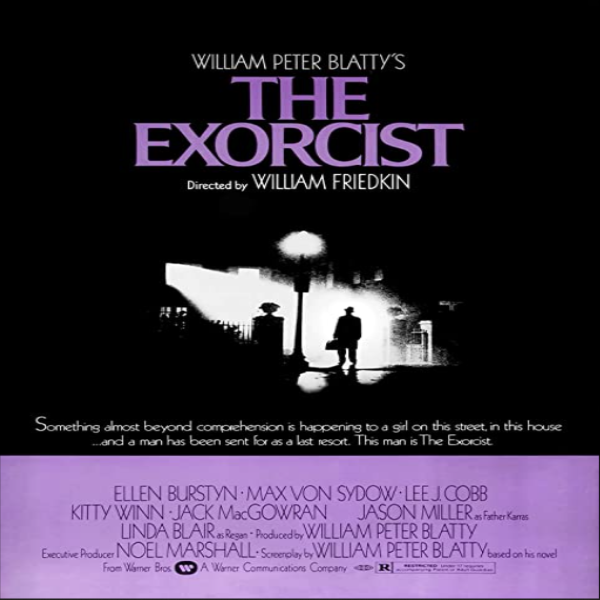 WILLIAM PETER BLATTY'S
THE
EXORCIST
Directed by WILLIAM FRIEDKIN
Something almost beyond comprehension is happening to a girl on this street, in this house
...and a man has been sent for as a last resort. This man is The Exorcist.
ELLEN BURSTYN · MAX VON SYDOW · LEE J. COBB
KITTY WINN · JACK MacGOWRAN JASON MILLER as Father Karras
LINDA BLAIR as Regan · Produced by WILLIAM PETER BLATTY
Executive Producer NOEL MARSHALL · Screenplay by WILLIAM PETER BLATTY based on his novel
From Warner Bros. W A Warner Communications Company R RESTRICTED